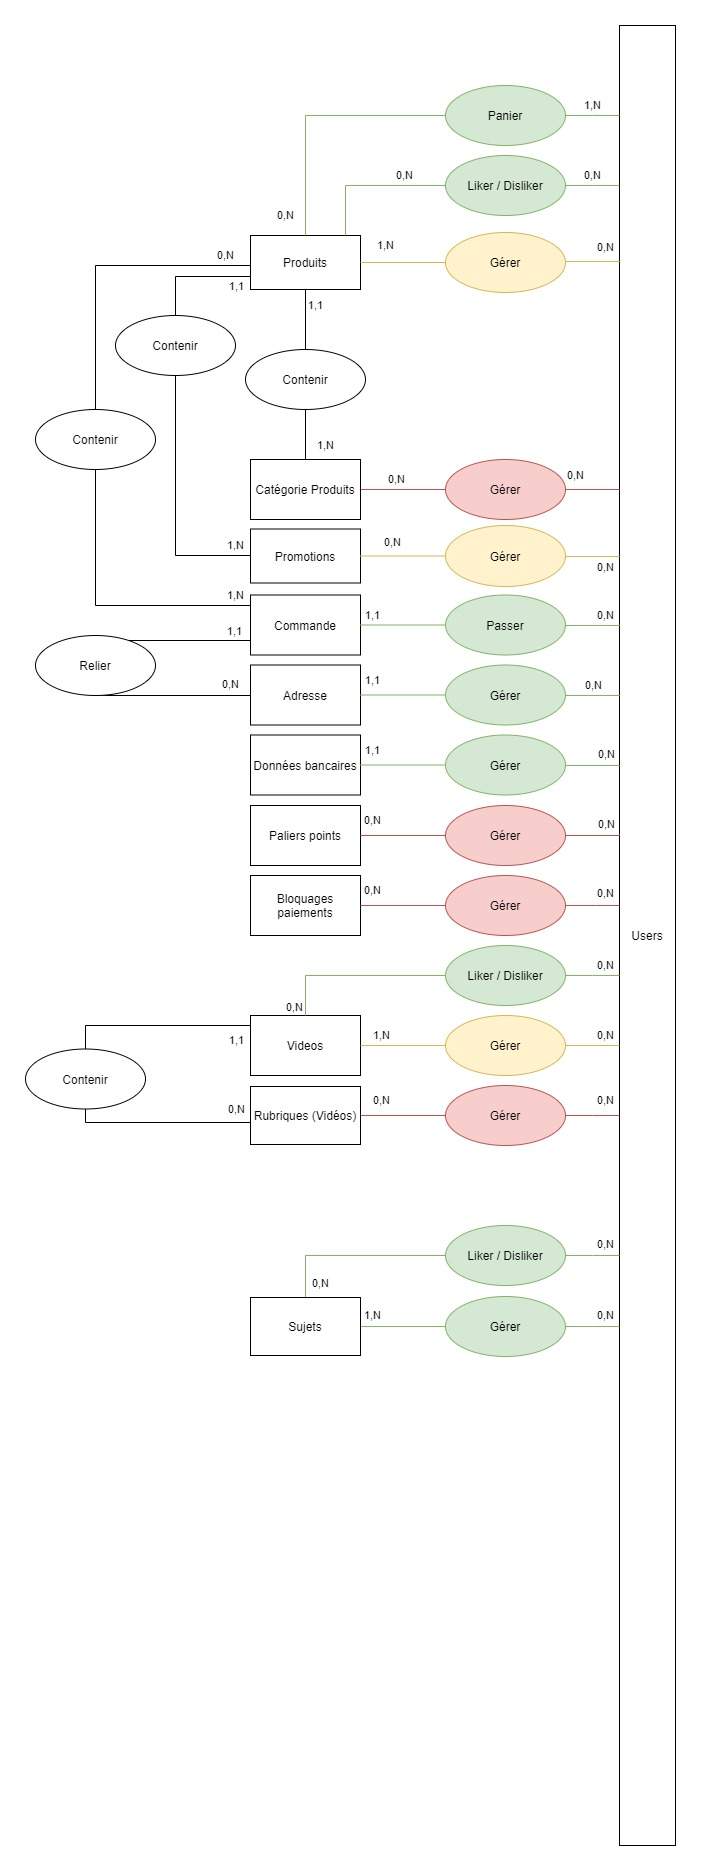 1,N
Panier
0,N
0,N
Liker / Disliker
0,N
1,N
0,N
0,N
Produits
Gérer
1,1
1,1
Contenir
Contenir
Contenir
1,N
0,N
0,N
Catégorie Produits
Gérer
1,N
0,N
Promotions
Gérer
0,N
1,N
1,1
0,N
Commande
Passer
1,1
Relier
0,N
1,1
0,N
Adresse
Gérer
1,1
0,N
Données bancaires
Gérer
0,N
0,N
Paliers points
Gérer
0,N
0,N
Bloquages
paiements
Gérer
Users
0,N
Liker / Disliker
0,N
1,1
1,N
0,N
Videos
Gérer
Contenir
0,N
0,N
0,N
Rubriques (Vidéos)
Gérer
0,N
Liker / Disliker
0,N
1,N
0,N
Sujets
Gérer